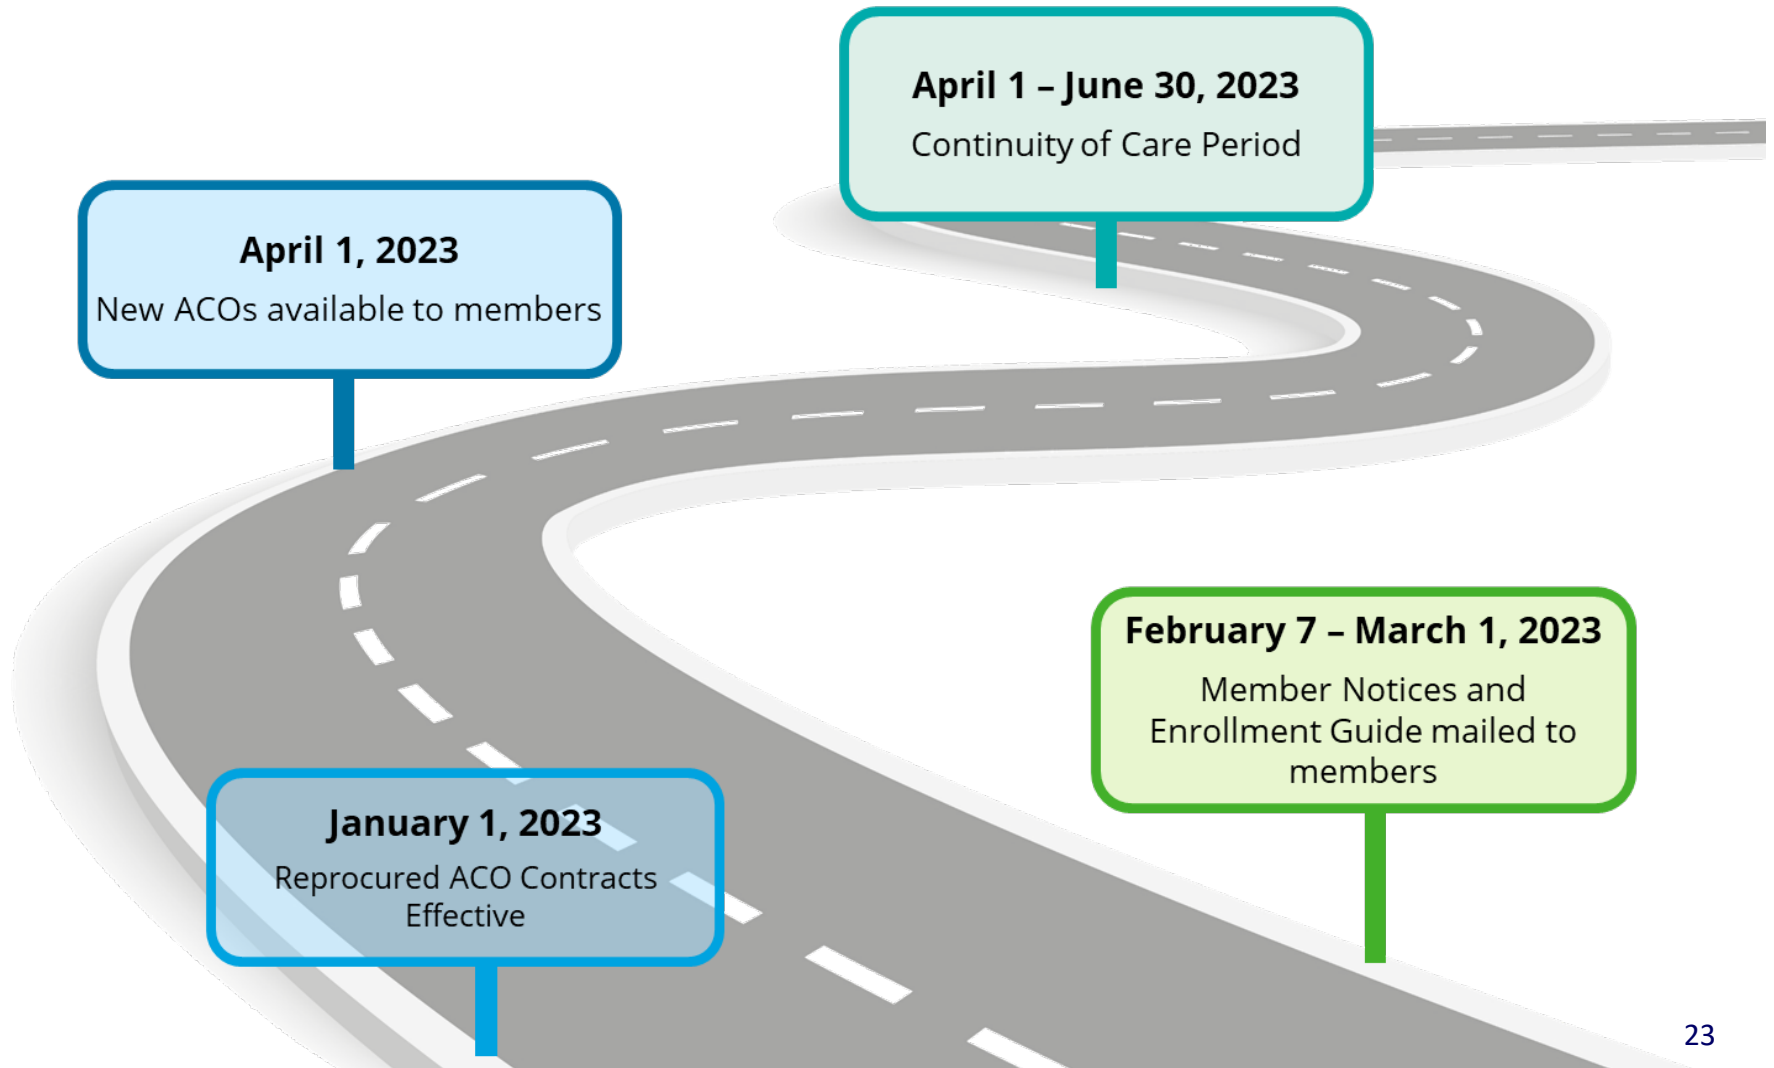 April 1 – June 30, 2023
Continuity of Care Period
April 1, 2023
New ACOs available to members
February 7 – March 1, 2023
Member Notices and
Enrollment Guide mailed to
members
January 1, 2023
Reprocured ACO Contracts
Effective
23